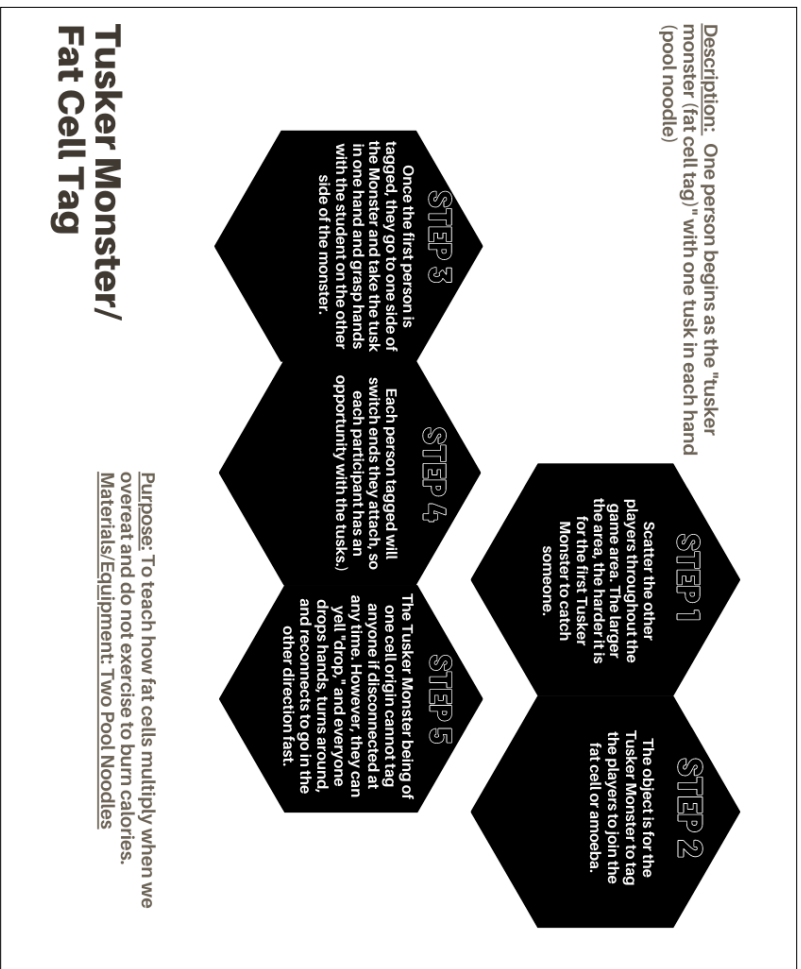 Description: One person begins as the "tusker
monster (fat cell tag)" with one tusk in each hand
(pool noodle)
STEP 1
Scatter the other
players throughout the
game area. The larger
the area, the harder it is
for the first Tusker
Monster to catch
someone.
STEP 2
The object is for the
Tusker Monster to tag
the players to join the
fat cell or amoeba.
STEP 3
Once the first person is
tagged, they go to one side of
the Monster and take the tusk
in one hand and grasp hands
with the student on the other
side of the monster.
STEP 4
Each person tagged will
switch ends they attach, so
each participant has an
opportunity with the tusks.)
STEP 5
The Tusker Monster being of
one cell origin cannot tag
anyone if disconnected at
any time. However, they can
yell "drop," and everyone
drops hands, turns around,
and reconnects to go in the
other direction fast.
Tusker Monster/
Fat Cell Tag
Purpose: To teach how fat cells multiply when we
overeat and do not exercise to burn calories.
Materials/Equipment: Two Pool Noodles